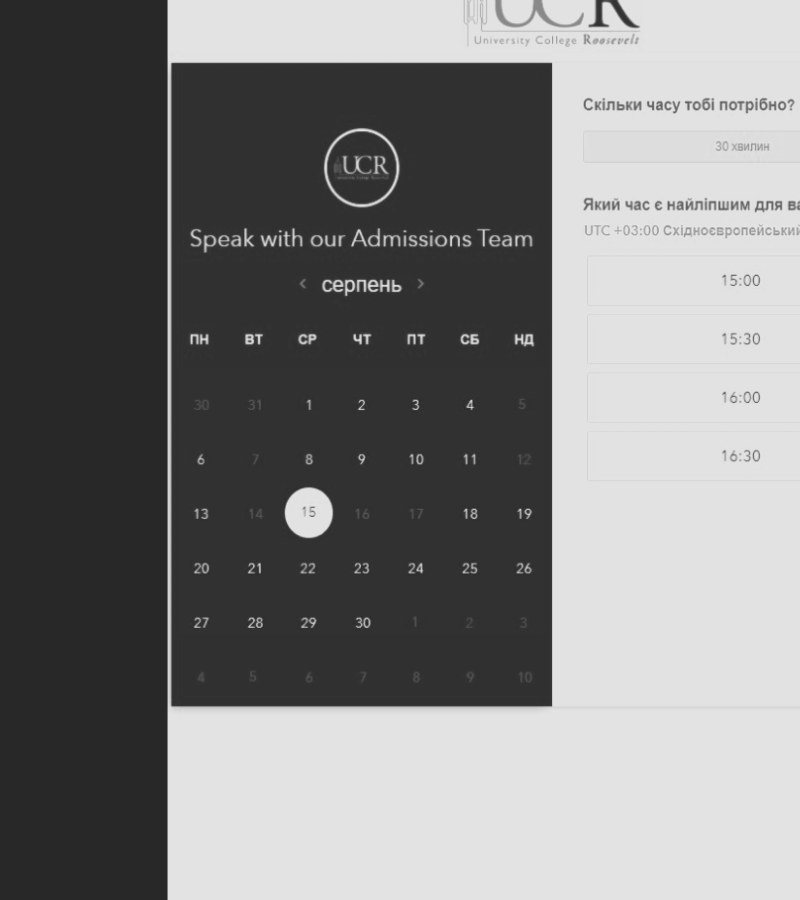 UCR
University College Roosevelt
UCR
Speak with our Admissions Team
серпень
ПН ВТ СР ЧТ ПТ СБ НД
30 31 1 2 3 4 5
6 7 8 9 10 11 12
13 14 15 16 17 18 19
20 21 22 23 24 25 26
27 28 29 30 1 2 3
4 5 6 7 8 9 10
Скільки часу тобі потрібно?
30 хвилин
Який час є найліпшим для ва
UTC +03:00 Східноєвропейський
15:00
15:30
16:00
16:30